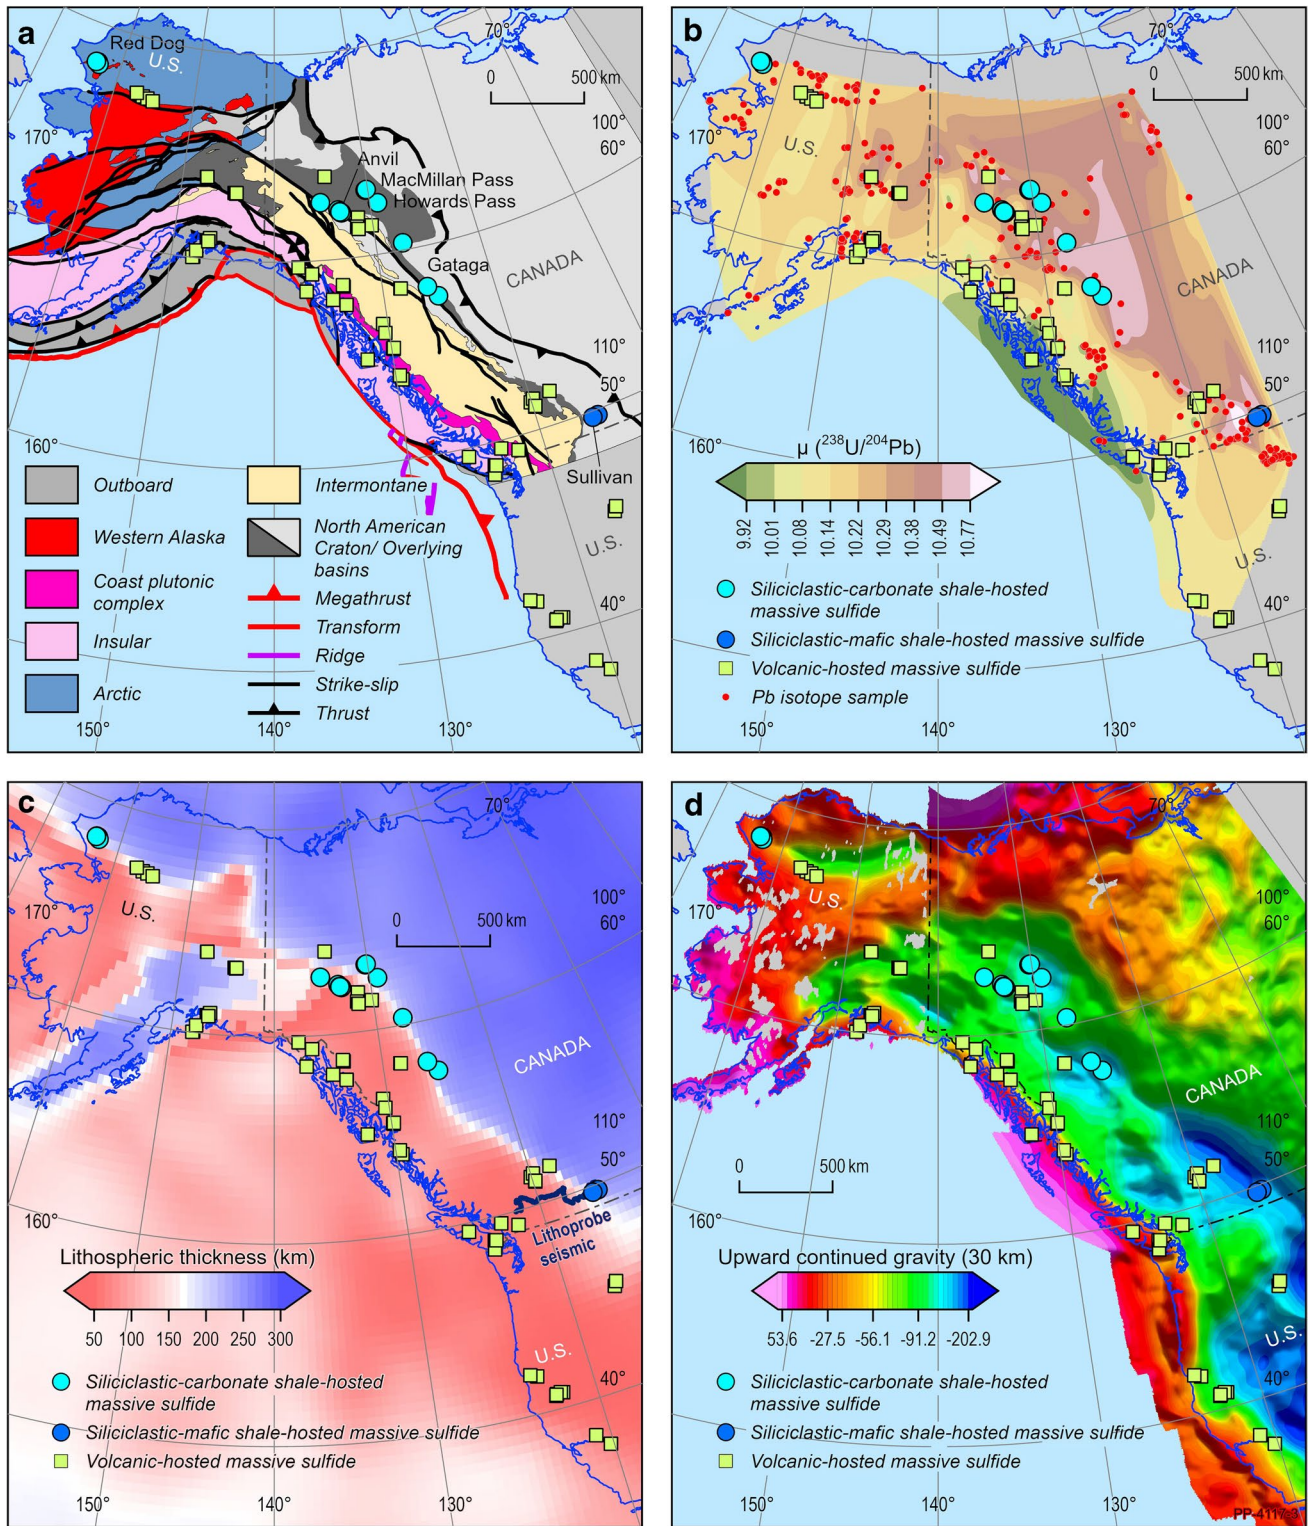 a
Red Dog
U.S.
70°
0 500 km
170°
100°
60°
Anvil
MacMillan Pass
Howards Pass
Gataga
CANADA
110°
50°
160°
Sullivan
U.S.
40°
Outboard
Western Alaska
Coast plutonic
complex
Insular
Arctic
Intermontane
North American
Craton/ Overlying
basins
Megathrust
Transform
Ridge
Strike-slip
Thrust
150° 140° 130°
b
70°
0 500 km
U.S.
170°
100°
60°
CANADA
110°
50°
160°
µ (238U/204Pb)
9.92 10.01 10.08 10.14 10.22 10.29 10.38 10.49 10.77
U.S.
40°
Siliciclastic-carbonate shale-hosted
massive sulfide
Siliciclastic-mafic shale-hosted massive sulfide
Volcanic-hosted massive sulfide
Pb isotope sample
150° 140° 130°
c
70°
170°
U.S.
0 500 km
100°
60°
CANADA
110°
50°
160°
Lithoprobe
seismic
Lithospheric thickness (km)
50 100 150 200 250 300
U.S.
40°
Siliciclastic-carbonate shale-hosted
massive sulfide
Siliciclastic-mafic shale-hosted massive sulfide
Volcanic-hosted massive sulfide
150° 140° 130°
d
70°
U.S.
170°
100°
60°
CANADA
110°
0 500 km
50°
160°
Upward continued gravity (30 km)
53.6 -27.5 -56.1 -91.2 -202.9
U.S.
40°
Siliciclastic-carbonate shale-hosted
massive sulfide
Siliciclastic-mafic shale-hosted massive sulfide
Volcanic-hosted massive sulfide
150° 140° 130°
PP-4117-3